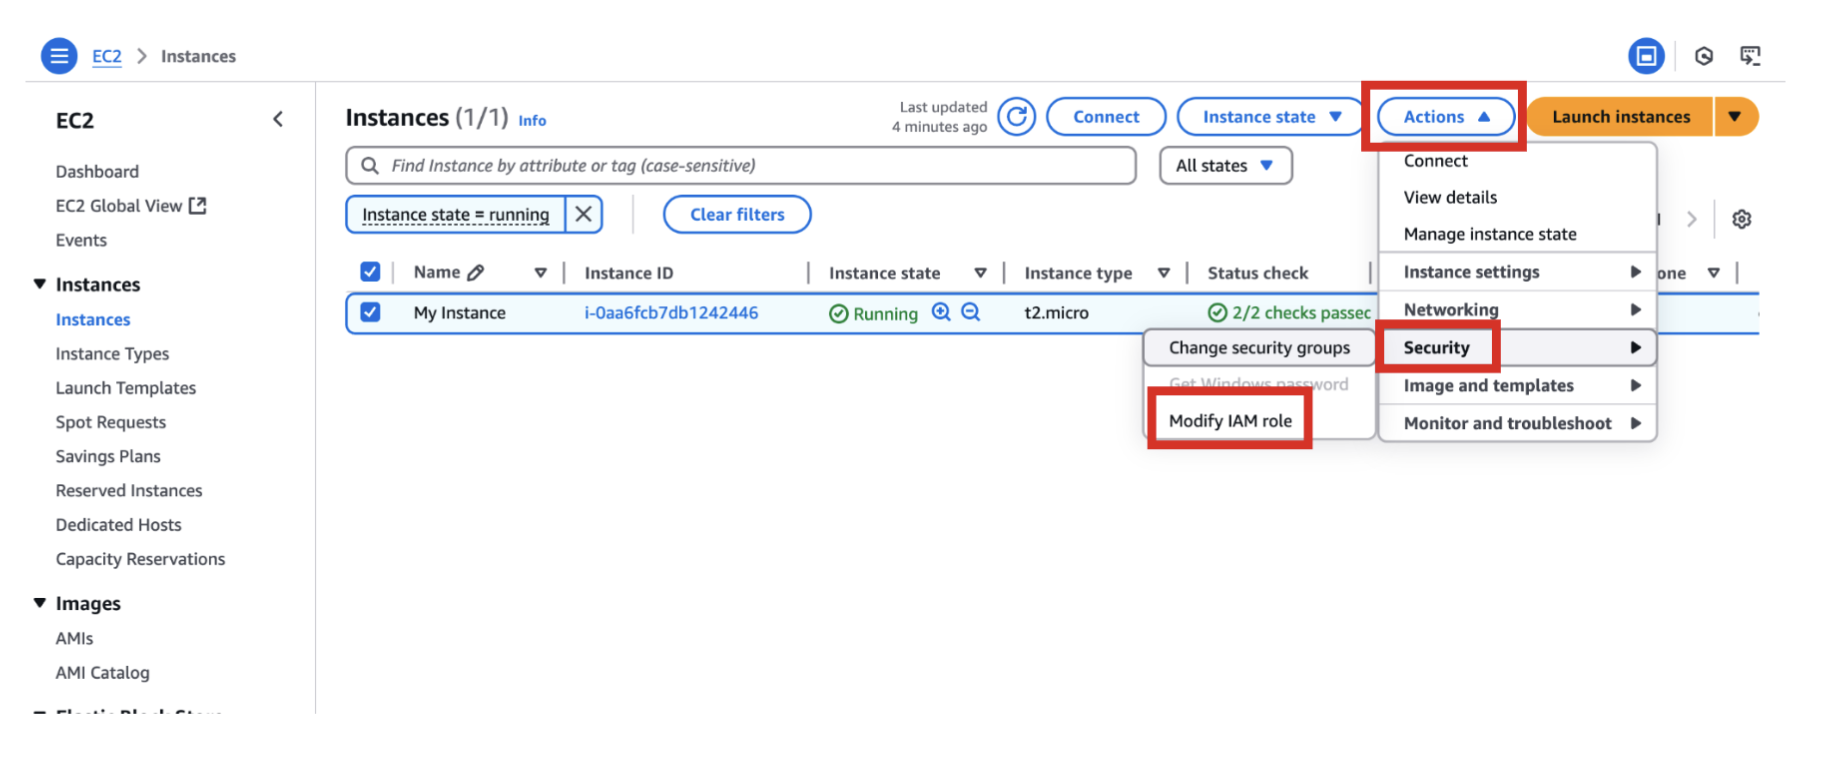 EC2 > Instances
EC2
Dashboard
EC2 Global View
Events
Instances
Instances
Instance Types
Launch Templates
Spot Requests
Savings Plans
Reserved Instances
Dedicated Hosts
Capacity Reservations
Images
AMIs
AMI Catalog
Instances (1/1) Info
Last updated
4 minutes ago
Connect
Instance state
Actions
Launch instances
Find Instance by attribute or tag (case-sensitive)
All states
Instance state = running
Clear filters
Name
Instance ID
Instance state
Instance type
Status check
My Instance
i-0aa6fcb7db1242446
Running
t2.micro
2/2 checks
Connect
View details
Manage instance state
Instance settings
Networking
Security
Image and templates
Monitor and troubleshoot
Change security groups
Get Windows password
Modify IAM role